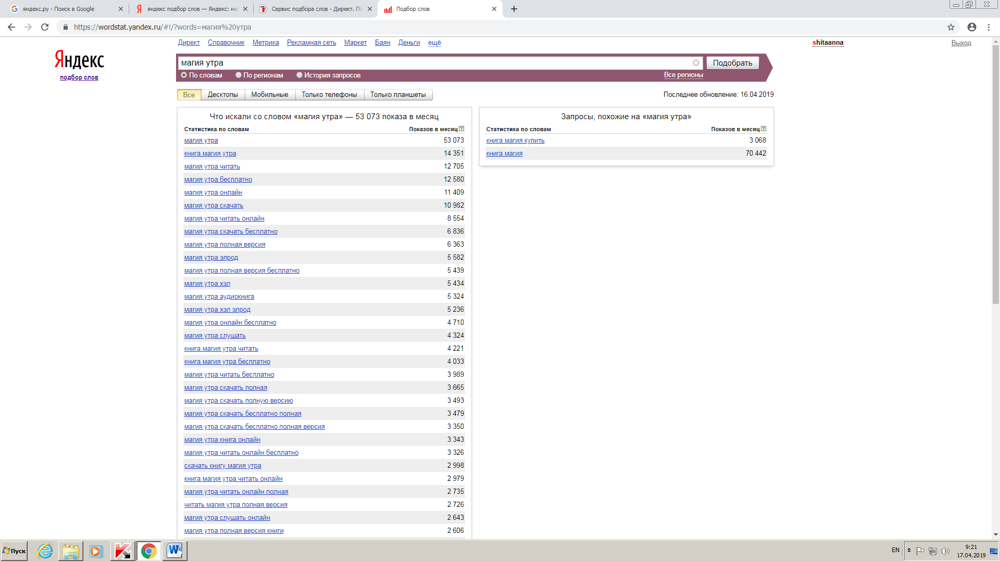 яндекс.ру - Поиск в Google
яндекс подбор слов — Яндекс: на
Сервис подбора слов - Директ. По
Подбор слов
https://wordstat.yandex.ru/#!/?words=магия%20утра
Директ Справочник Метрика Рекламная сеть Маркет Баян Деньги ещё
shitaanna
Выход
Яндекс
подбор слов
магия утра
Подобрать
По словам По регионам История запросов
Все регионы
Все Десктопы Мобильные Только телефоны Только планшеты
Последнее обновление: 16.04.2019
Что искали со словом «магия утра» — 53 073 показа в месяц
Статистика по словам Показов в месяц ?
магия утра 53 073
книга магия утра 14 351
магия утра читать 12 705
магия утра бесплатно 12 580
магия утра онлайн 11 409
магия утра скачать 10 982
магия утра читать онлайн 8 554
магия утра скачать бесплатно 6 836
магия утра полная версия 6 363
магия утра элрод 5 582
магия утра полная версия бесплатно 5 439
магия утра хэл 5 434
магия утра аудиокнига 5 324
магия утра хэл элрод 5 236
магия утра онлайн бесплатно 4 710
магия утра слушать 4 324
книга магия утра читать 4 221
книга магия утра бесплатно 4 033
магия утра читать бесплатно 3 989
магия утра скачать полная 3 665
магия утра скачать полную версию 3 493
магия утра скачать бесплатно полная 3 479
магия утра скачать бесплатно полная версия 3 350
магия утра книга онлайн 3 343
магия утра читать онлайн бесплатно 3 326
скачать книгу магия утра 2 998
книга магия утра читать онлайн 2 979
магия утра читать онлайн полная 2 735
читать магия утра полная версия 2 726
магия утра слушать онлайн 2 643
магия утра полная версия книги 2 606
Запросы, похожие на «магия утра»
Статистика по словам Показов в месяц ?
книга магия купить 3 068
книга магия 70 442
Пуск
EN
9:21
17.04.2019